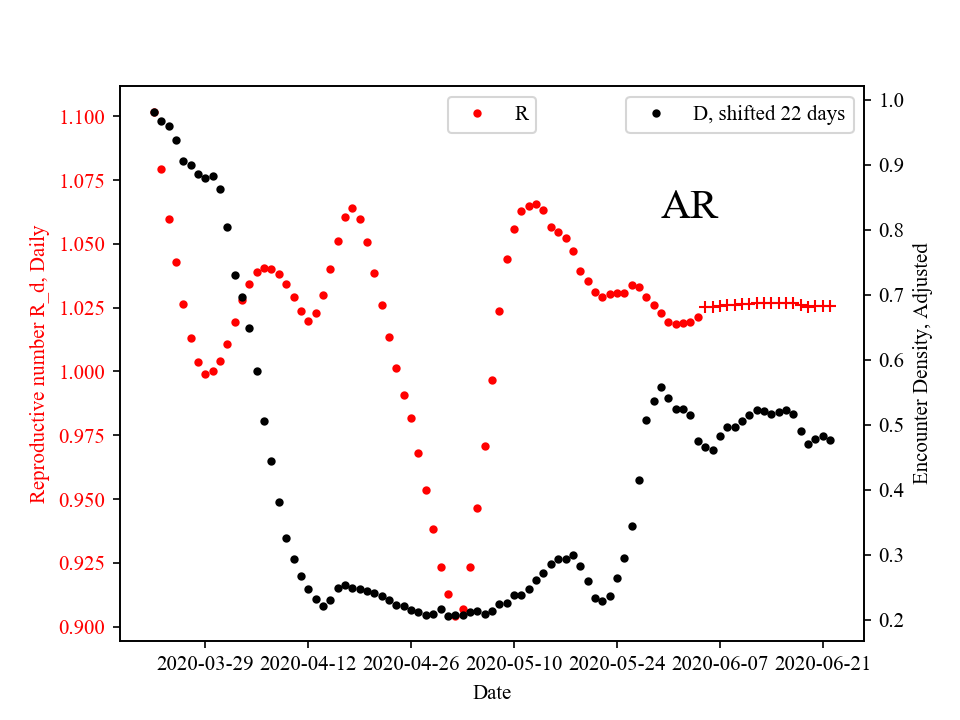 R
D, shifted 22 days
AR
Reproductive number R_d, Daily
1.100
1.075
1.050
1.025
1.000
0.975
0.950
0.925
0.900
1.0
0.9
0.8
0.7
0.6
0.5
0.4
0.3
0.2
Encounter Density, Adjusted
2020-03-29 2020-04-12 2020-04-26 2020-05-10 2020-05-24 2020-06-07 2020-06-21
Date